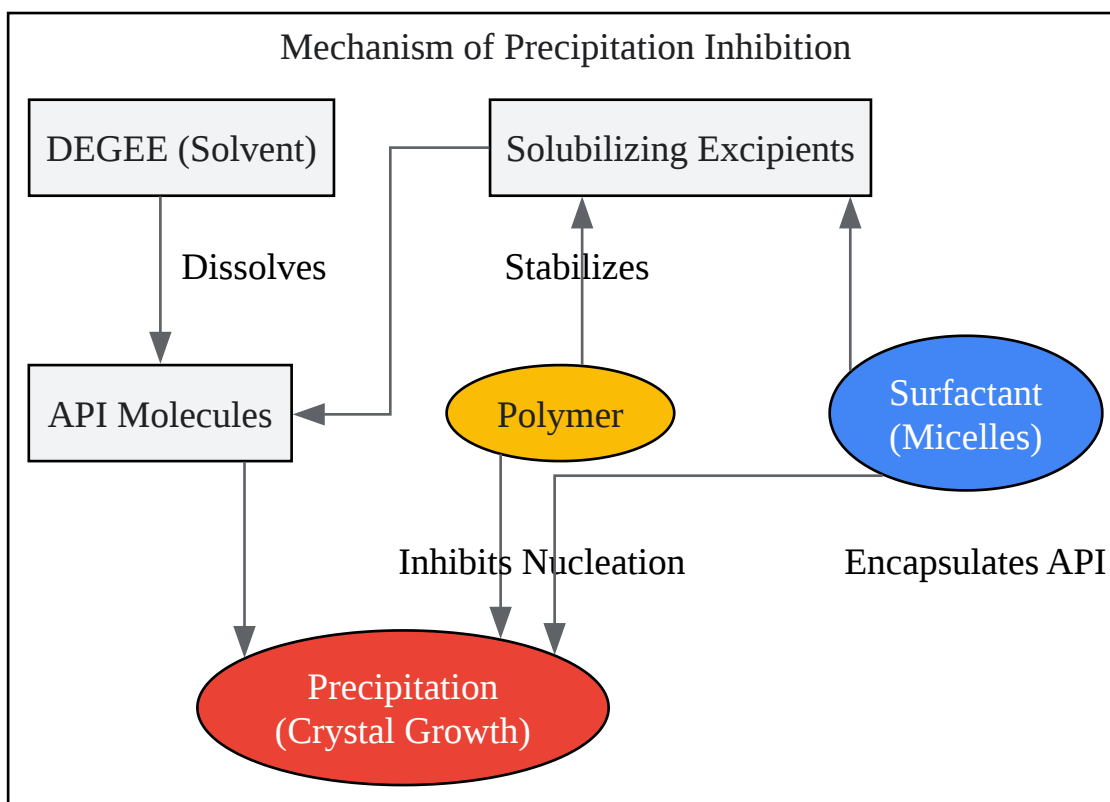 Mechanism of Precipitation Inhibition
DEGEE (Solvent)
Solubilizing Excipients
Dissolves
Stabilizes
API Molecules
Polymer
Surfactant
(Micelles)
Inhibits Nucleation
Encapsulates API
Precipitation
(Crystal Growth)